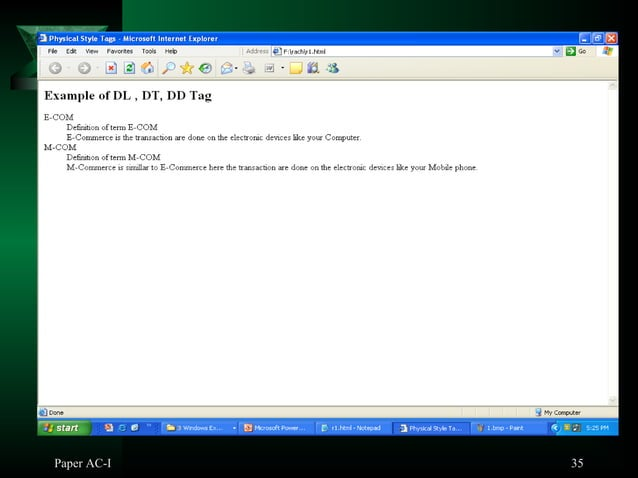 Physical Style Tags - Microsoft Internet Explorer
File Edit View Favorites Tools Help Address F:\rachiy1.html Go
Example of DL , DT, DD Tag
E-COM
Definition of term E-COM
E-Commerce is the transaction are done on the electronic devices like your Computer.
M-COM
Definition of term M-COM
M-Commerce is simillar to E-Commerce here the transaction are done on the electronic devices like your Mobile phone.
Done My Computer
start 3 Windows Ex... Microsoft Power... r1.html - Notepad Physical Style Ta... 1.bmp - Paint 5:25 PM
Paper AC-I 35